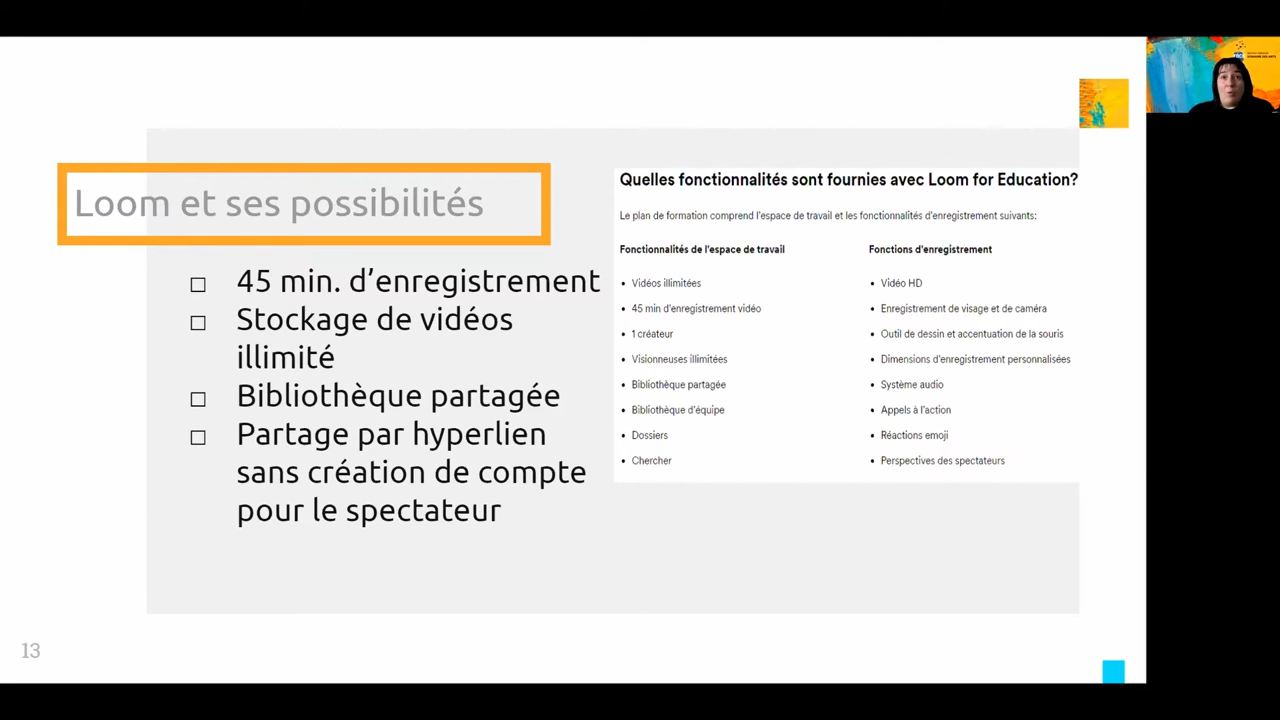 Loom et ses possibilités
□ 45 min. d’enregistrement
□ Stockage de vidéos
illimité
□ Bibliothèque partagée
□ Partage par hyperlien
sans création de compte
pour le spectateur
Quelles fonctionnalités sont fournies avec Loom for Education?
Le plan de formation comprend l'espace de travail et les fonctionnalités d'enregistrement suivants:
Fonctionnalités de l'espace de travail
• Vidéos illimitées
• 45 min d'enregistrement vidéo
• 1 créateur
• Visionneuses illimitées
• Bibliothèque partagée
• Bibliothèque d'équipe
• Dossiers
• Chercher
Fonctions d'enregistrement
• Vidéo HD
• Enregistrement de visage et de caméra
• Outil de dessin et accentuation de la souris
• Dimensions d'enregistrement personnalisées
• Système audio
• Appels à l'action
• Réactions emoji
• Perspectives des spectateurs
13